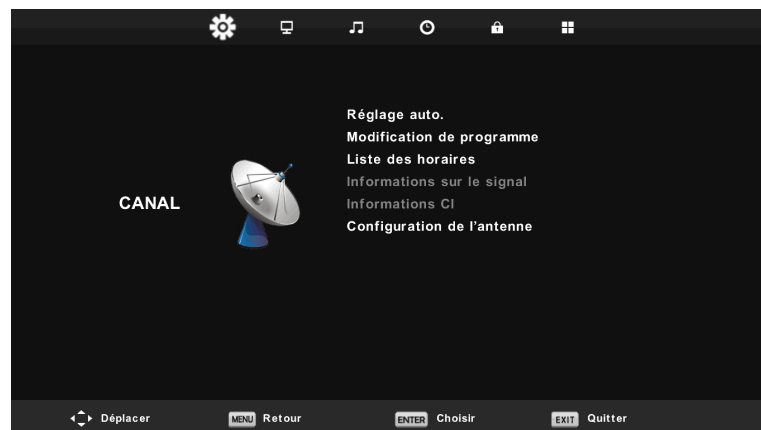 Réglage auto.
Modification de programme
Liste des horaires
Informations sur le signal
CANAL
Informations CI
Configuration de l'antenne
Déplacer MENU Retour ENTER Choisir EXIT Quitter